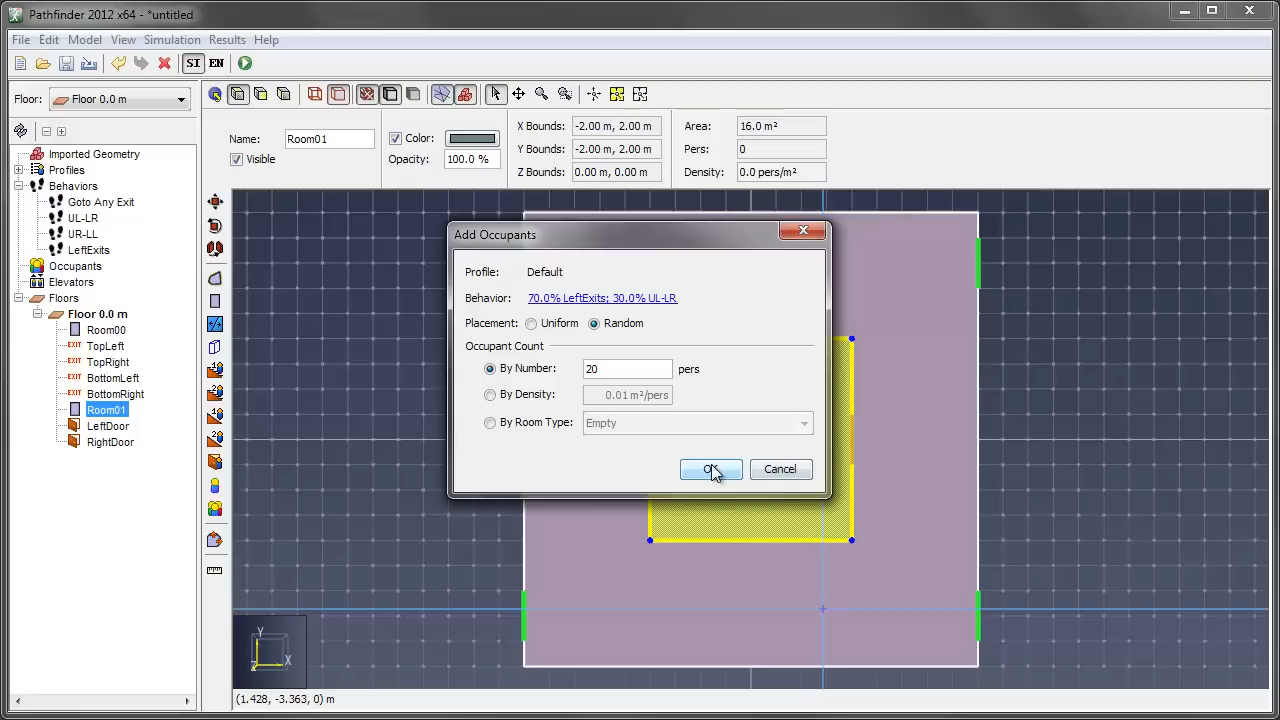 Pathfinder 2012 x64 - *untitled
File Edit Model View Simulation Results Help
SI EN
Floor: Floor 0.0 m
Name: Room01
Visible
Color:
Opacity: 100.0 %
X Bounds: -2.00 m, 2.00 m
Y Bounds: -2.00 m, 2.00 m
Z Bounds: 0.00 m, 0.00 m
Area: 16.0 m²
Pers: 0
Density: 0.0 pers/m²
Imported Geometry
Profiles
Behaviors
Goto Any Exit
UL-LR
UR-LL
LeftExits
Occupants
Elevators
Floors
Floor 0.0 m
Room00
EXIT TopLeft
EXIT TopRight
EXIT BottomLeft
EXIT BottomRight
Room01
LeftDoor
RightDoor
Add Occupants
Profile: Default
Behavior: 70.0% LeftExits; 30.0% UL-LR
Placement: Uniform Random
Occupant Count
By Number: 20 pers
By Density: 0.01 m²/pers
By Room Type: Empty
OK Cancel
Y
Z X
(1.428, -3.363, 0) m